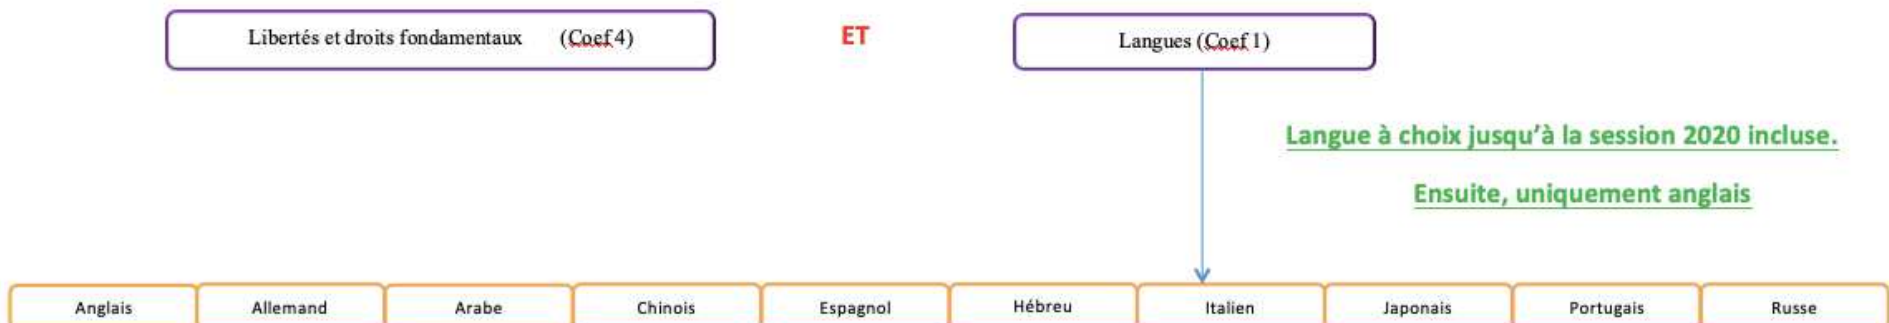 Libertés et droits fondamentaux (Coef 4)
ET
Langues (Coef 1)
Langue à choix jusqu'à la session 2020 incluse.
Ensuite, uniquement anglais
Anglais
Allemand
Arabe
Chinois
Espagnol
Hébreu
Italien
Japonais
Portugais
Russe